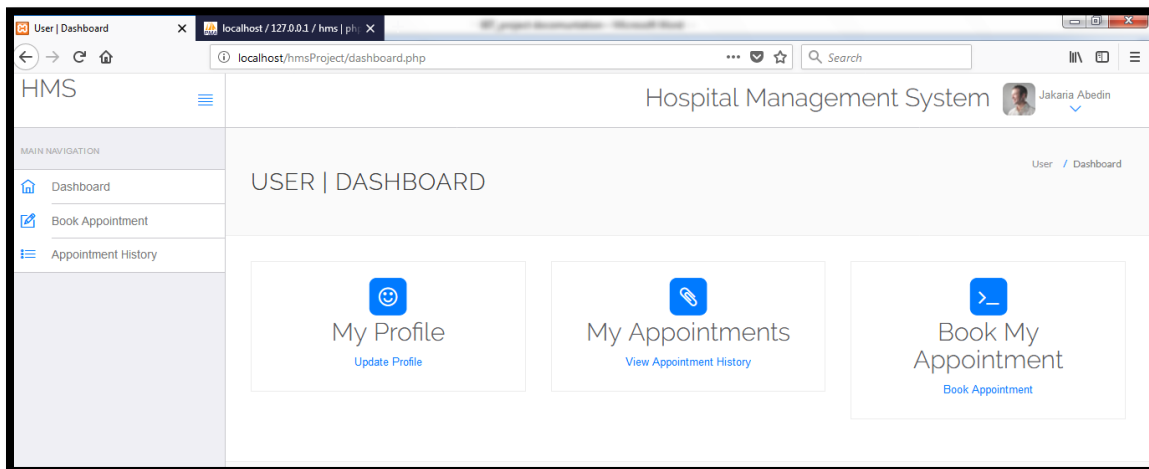 User | Dashboard
localhost / 127.0.0.1 / hms | ph
localhost/hmsProject/dashboard.php
Search
HMS
Hospital Management System
Jakaria Abedin
MAIN NAVIGATION
Dashboard
Book Appointment
Appointment History
USER | DASHBOARD
User / Dashboard
My Profile
Update Profile
My Appointments
View Appointment History
Book My
Appointment
Book Appointment